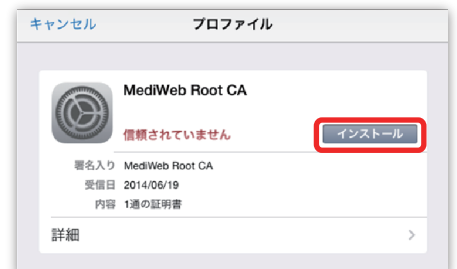 キャンセル プロファイル
MediWeb Root CA
信頼されていません インストール
署名入り MediWeb Root CA
受信日 2014/06/19
内容 1通の証明書
詳細